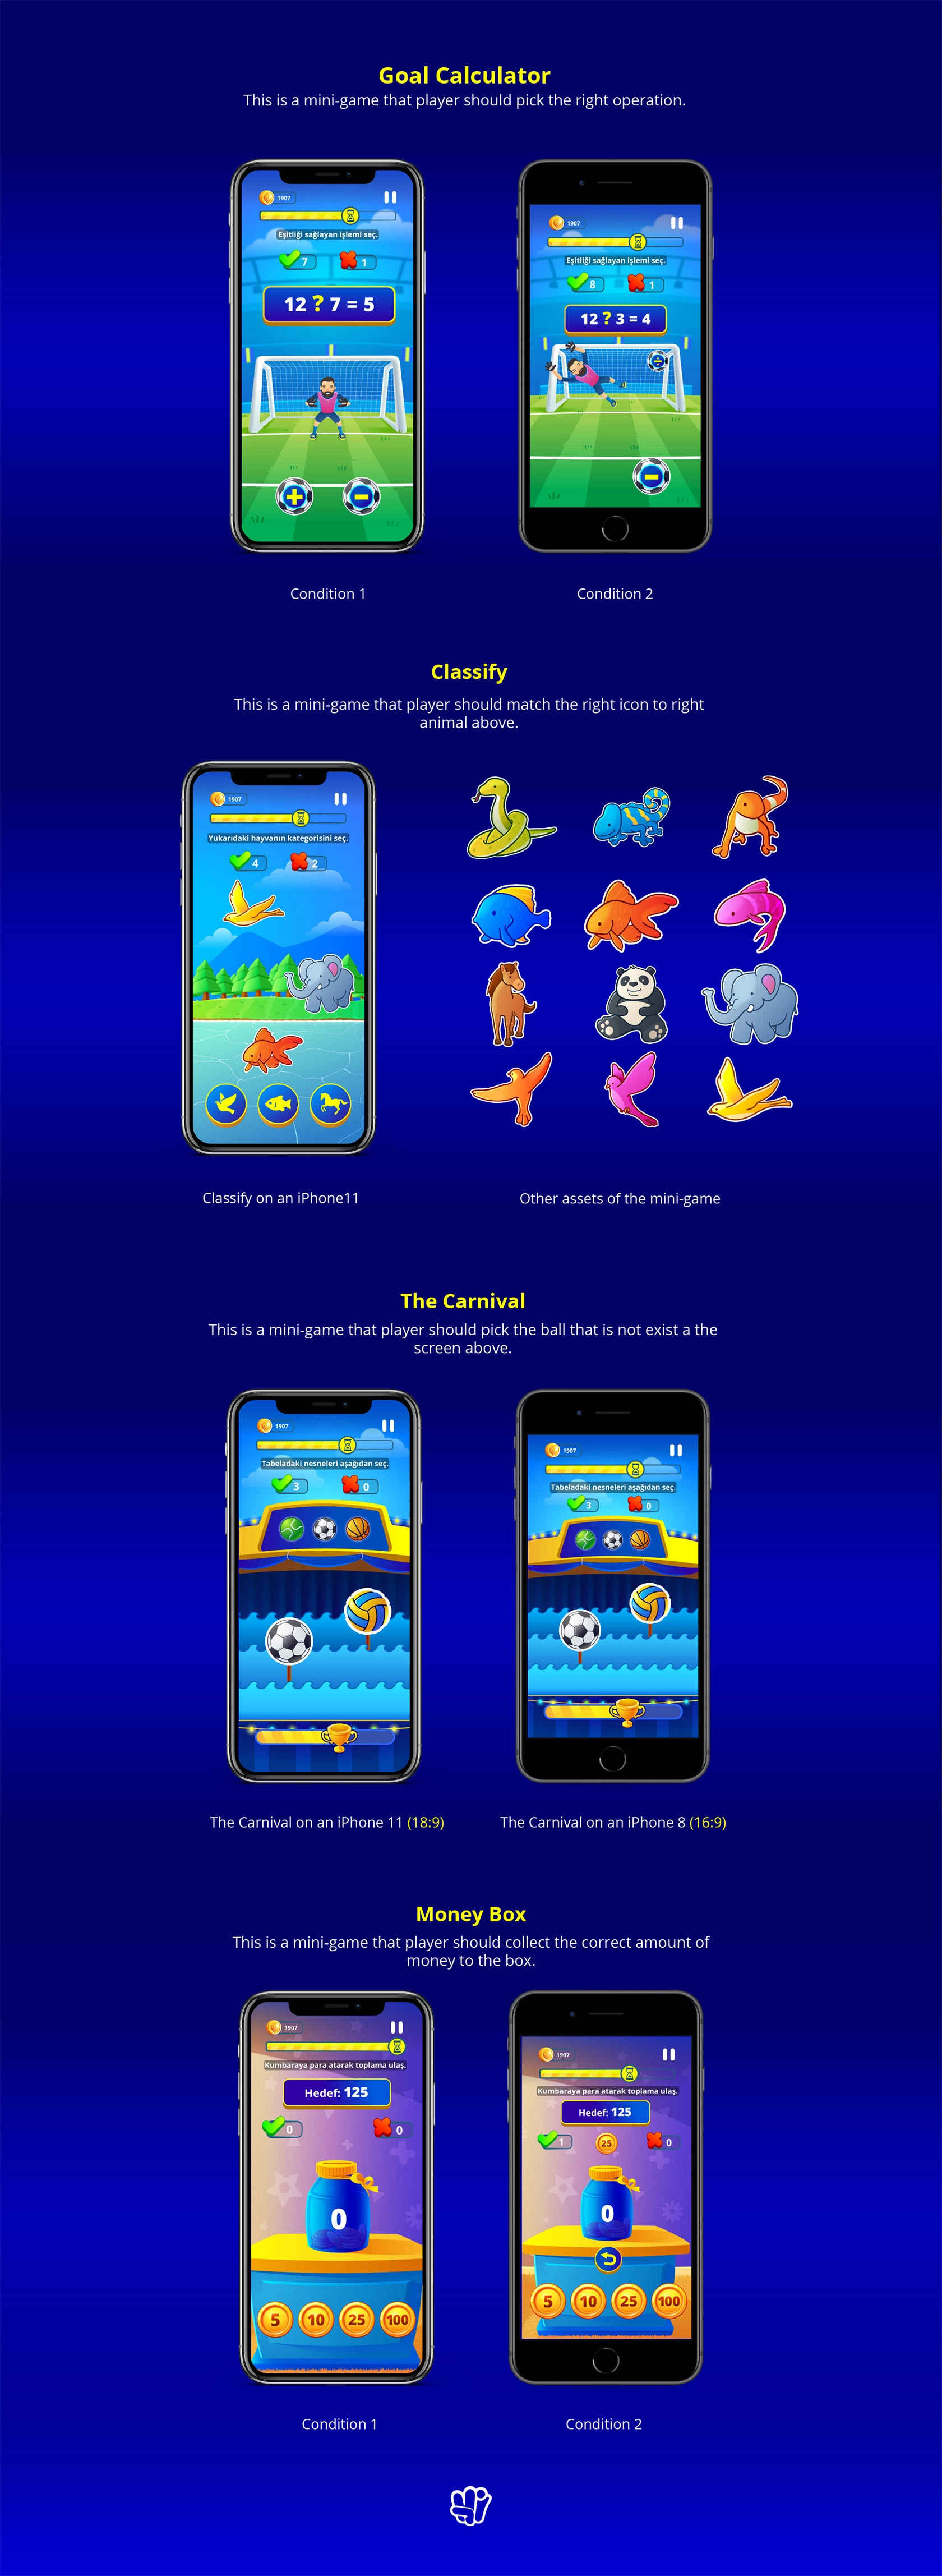 Goal Calculator
This is a mini-game that player should pick the right operation.
1907
Eşitliği sağlayan işlemi seç.
7
1
12 ? 7 = 5
+
-
1907
Eşitliği sağlayan işlemi seç.
8
1
12 ? 3 = 4
÷
-
Condition 1
Condition 2
Classify
This is a mini-game that player should match the right icon to right
animal above.
1907
Yukarıdaki hayvanın kategorisini seç.
4
2
Classify on an iPhone11
Other assets of the mini-game
The Carnival
This is a mini-game that player should pick the ball that is not exist a the
screen above.
1907
Tabeladaki nesneleri aşağıdan seç.
3
0
1907
Tabeladaki nesneleri aşağıdan seç.
3
0
The Carnival on an iPhone 11 (18:9)
The Carnival on an iPhone 8 (16:9)
Money Box
This is a mini-game that player should collect the correct amount of
money to the box.
1907
Kumbaraya para atarak toplama ulaş.
Hedef: 125
0
0
0
5
10
25
100
1907
Kumbaraya para atarak toplama ulaş.
Hedef: 125
1
25
0
0
5
10
25
100
Condition 1
Condition 2